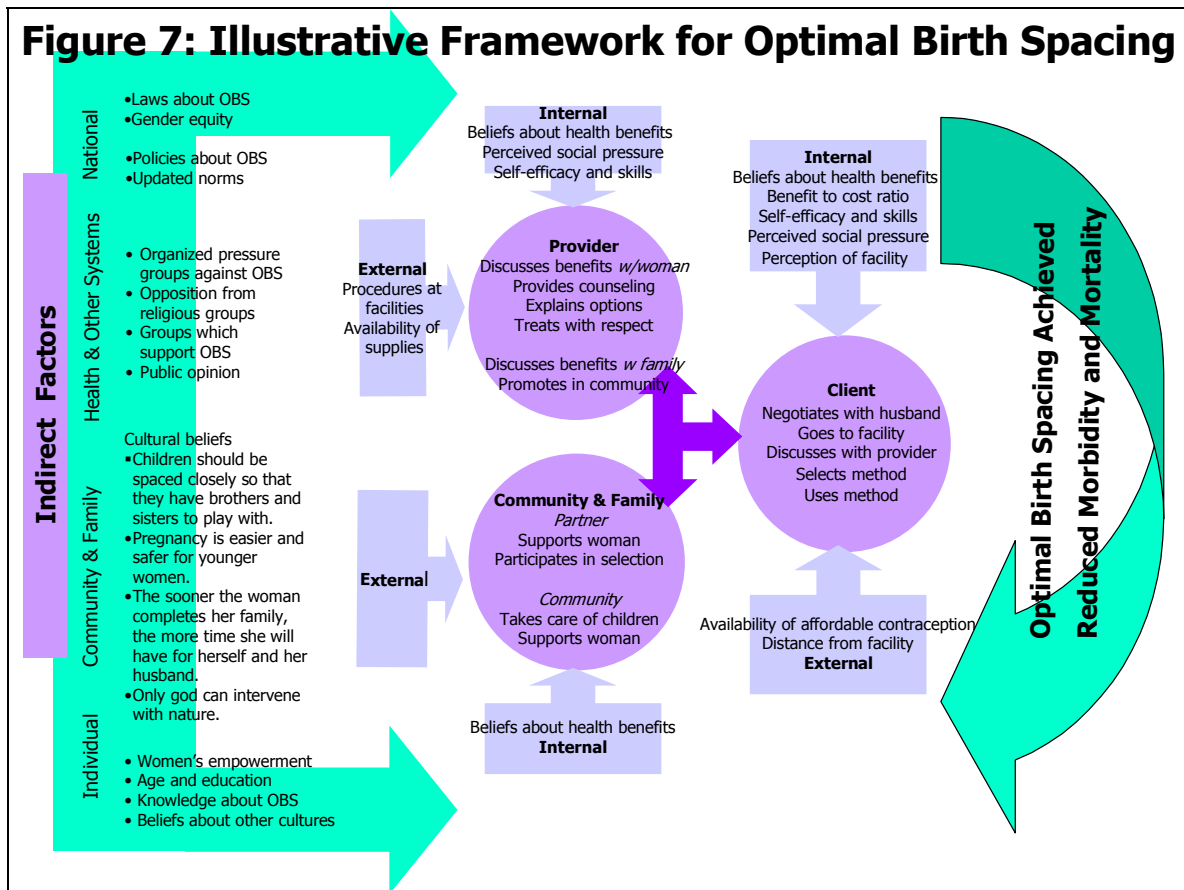 Figure 7: Illustrative Framework for Optimal Birth Spacing
Indirect Factors
National
Health & Other Systems
Community & Family
Individual
•Laws about OBS
•Gender equity
•Policies about OBS
•Updated norms
• Organized pressure
groups against OBS
• Opposition from
religious groups
• Groups which
support OBS
• Public opinion
Cultural beliefs
▪Children should be
spaced closely so that
they have brothers and
sisters to play with.
•Pregnancy is easier and
safer for younger
women.
•The sooner the woman
completes her family,
the more time she will
have for herself and her
husband.
•Only god can intervene
with nature.
• Women's empowerment
• Age and education
• Knowledge about OBS
• Beliefs about other cultures
Internal
Beliefs about health benefits
Perceived social pressure
Self-efficacy and skills
External
Procedures at
facilities
Availability of
supplies
Provider
Discusses benefits w/woman
Provides counseling
Explains options
Treats with respect
Discusses benefits w family
Promotes in community
External
Community & Family
Partner
Supports woman
Participates in selection
Community
Takes care of children
Supports woman
Beliefs about health benefits
Internal
Internal
Beliefs about health benefits
Benefit to cost ratio
Self-efficacy and skills
Perceived social pressure
Perception of facility
Client
Negotiates with husband
Goes to facility
Discusses with provider
Selects method
Uses method
Availability of affordable contraception
Distance from facility
External
Optimal Birth Spacing Achieved
Reduced Morbidity and Mortality